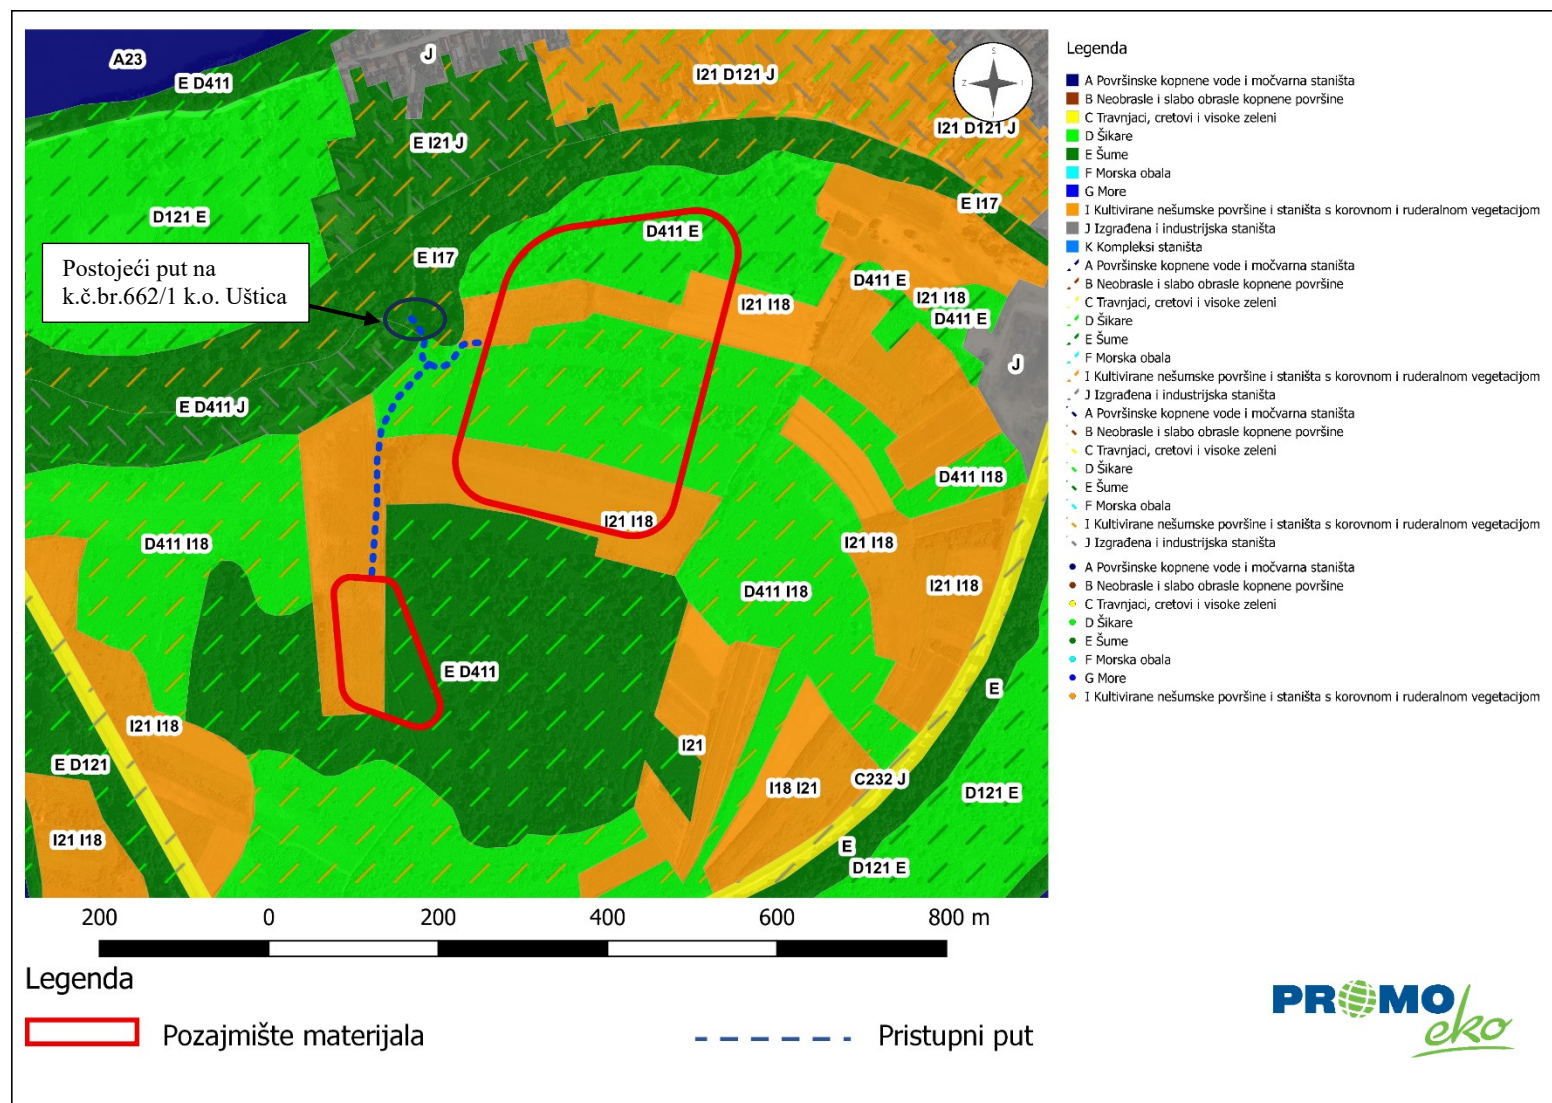 A23
E D411
J
I21 D121 J
S
Z
I
J
I21 D121 J
E I21 J
D121 E
E I17
D411 E
E I17
Postojeći put na
k.č.br.662/1 k.o. Uštica
D411 E
I21 I18
I21 I18
D411 E
J
E D411 J
D411 I18
I21 I18
D411 I18
I21 I18
I21 I18
D411 I18
E D411
E
I21 I18
I21
E D121
I18 I21
C232 J
D121 E
I21 I18
E
D121 E
200
0
200
400
600
800 m
Legenda
Pozajmište materijala
Pristupni put
Legenda
A Površinske kopnene vode i močvarna staništa
B Neobrasle i slabo obrasle kopnene površine
C Travnjaci, cretovi i visoke zeleni
D Šikare
E Šume
F Morska obala
G More
I Kultivirane nešumske površine i staništa s korovnom i ruderalnom vegetacijom
J Izgrađena i industrijska staništa
K Kompleksi staništa
A Površinske kopnene vode i močvarna staništa
B Neobrasle i slabo obrasle kopnene površine
C Travnjaci, cretovi i visoke zeleni
D Šikare
E Šume
F Morska obala
I Kultivirane nešumske površine i staništa s korovnom i ruderalnom vegetacijom
J Izgrađena i industrijska staništa
A Površinske kopnene vode i močvarna staništa
B Neobrasle i slabo obrasle kopnene površine
C Travnjaci, cretovi i visoke zeleni
D Šikare
E Šume
F Morska obala
I Kultivirane nešumske površine i staništa s korovnom i ruderalnom vegetacijom
J Izgrađena i industrijska staništa
A Površinske kopnene vode i močvarna staništa
B Neobrasle i slabo obrasle kopnene površine
C Travnjaci, cretovi i visoke zeleni
D Šikare
E Šume
F Morska obala
G More
I Kultivirane nešumske površine i staništa s korovnom i ruderalnom vegetacijom
PROMO
eko